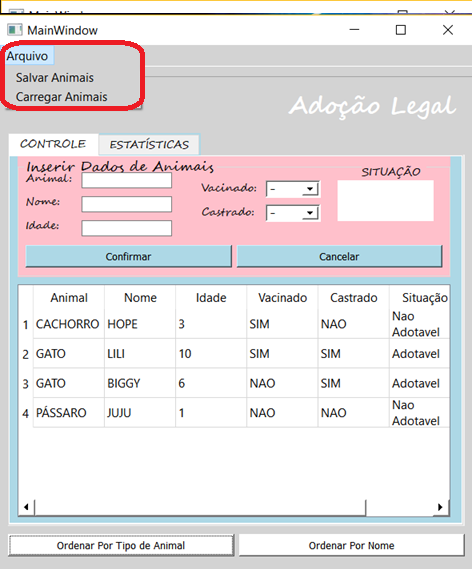 MainWindow
Arquivo
Salvar Animais
Carregar Animais
Adoção Legal
CONTROLE ESTATÍSTICAS
Inserir Dados de Animais
SITUAÇÃO
Animal:
Vacinado: -
Nome:
Castrado: -
Idade:
Confirmar Cancelar
Animal Nome Idade Vacinado Castrado Situação
1 CACHORRO HOPE 3 SIM NAO Nao Adotavel
2 GATO LILI 10 SIM SIM Adotavel
3 GATO BIGGY 6 NAO SIM Adotavel
4 PÁSSARO JUJU 1 NAO NAO Nao Adotavel
Ordenar Por Tipo de Animal Ordenar Por Nome